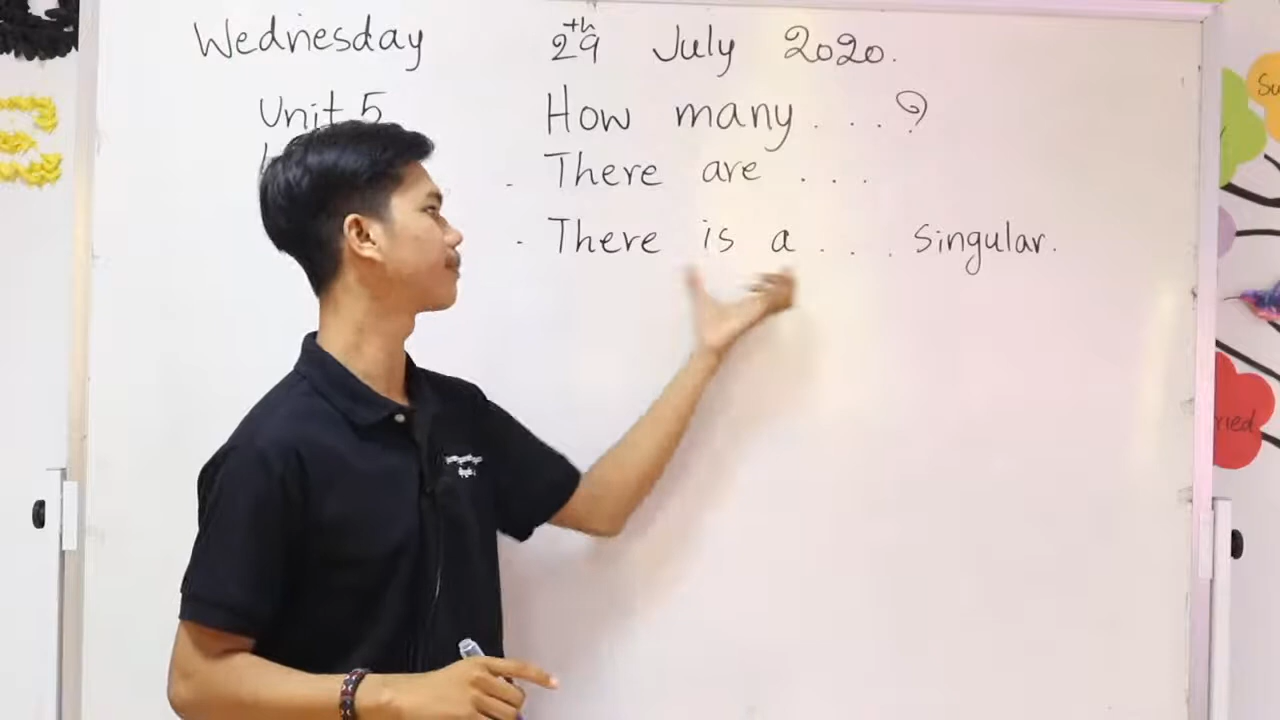 Wednesday 29th July 2020.
Unit 5 How many . . . ?
- There are . . .
- There is a . . . singular.